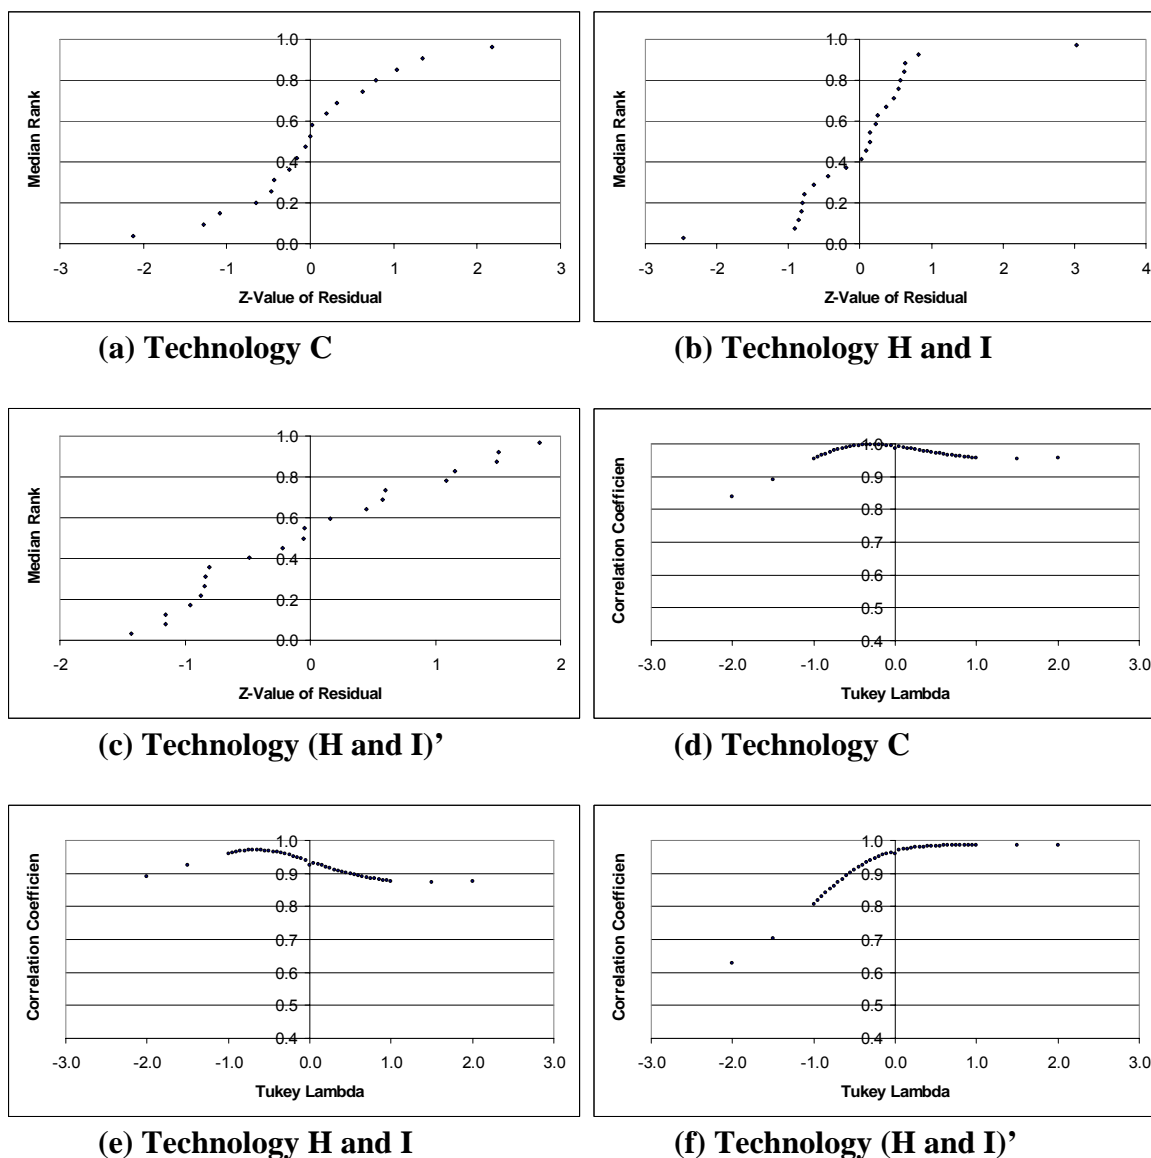 1.0
0.8
0.6
0.4
0.2
0.0
Median Rank
-3 -2 -1 0 1 2 3
Z-Value of Residual
(a) Technology C
1.0
0.8
0.6
0.4
0.2
0.0
Median Rank
-3 -2 -1 0 1 2 3 4
Z-Value of Residual
(b) Technology H and I
1.0
0.8
0.6
0.4
0.2
0.0
Median Rank
-2 -1 0 1 2
Z-Value of Residual
(c) Technology (H and I)’
1.0
0.9
0.8
0.7
0.6
0.5
0.4
Correlation Coefficien
-3.0 -2.0 -1.0 0.0 1.0 2.0 3.0
Tukey Lambda
(d) Technology C
1.0
0.9
0.8
0.7
0.6
0.5
0.4
Correlation Coefficien
-3.0 -2.0 -1.0 0.0 1.0 2.0 3.0
Tukey Lambda
(e) Technology H and I
1.0
0.9
0.8
0.7
0.6
0.5
0.4
Correlation Coefficien
-3.0 -2.0 -1.0 0.0 1.0 2.0 3.0
Tukey Lambda
(f) Technology (H and I)’